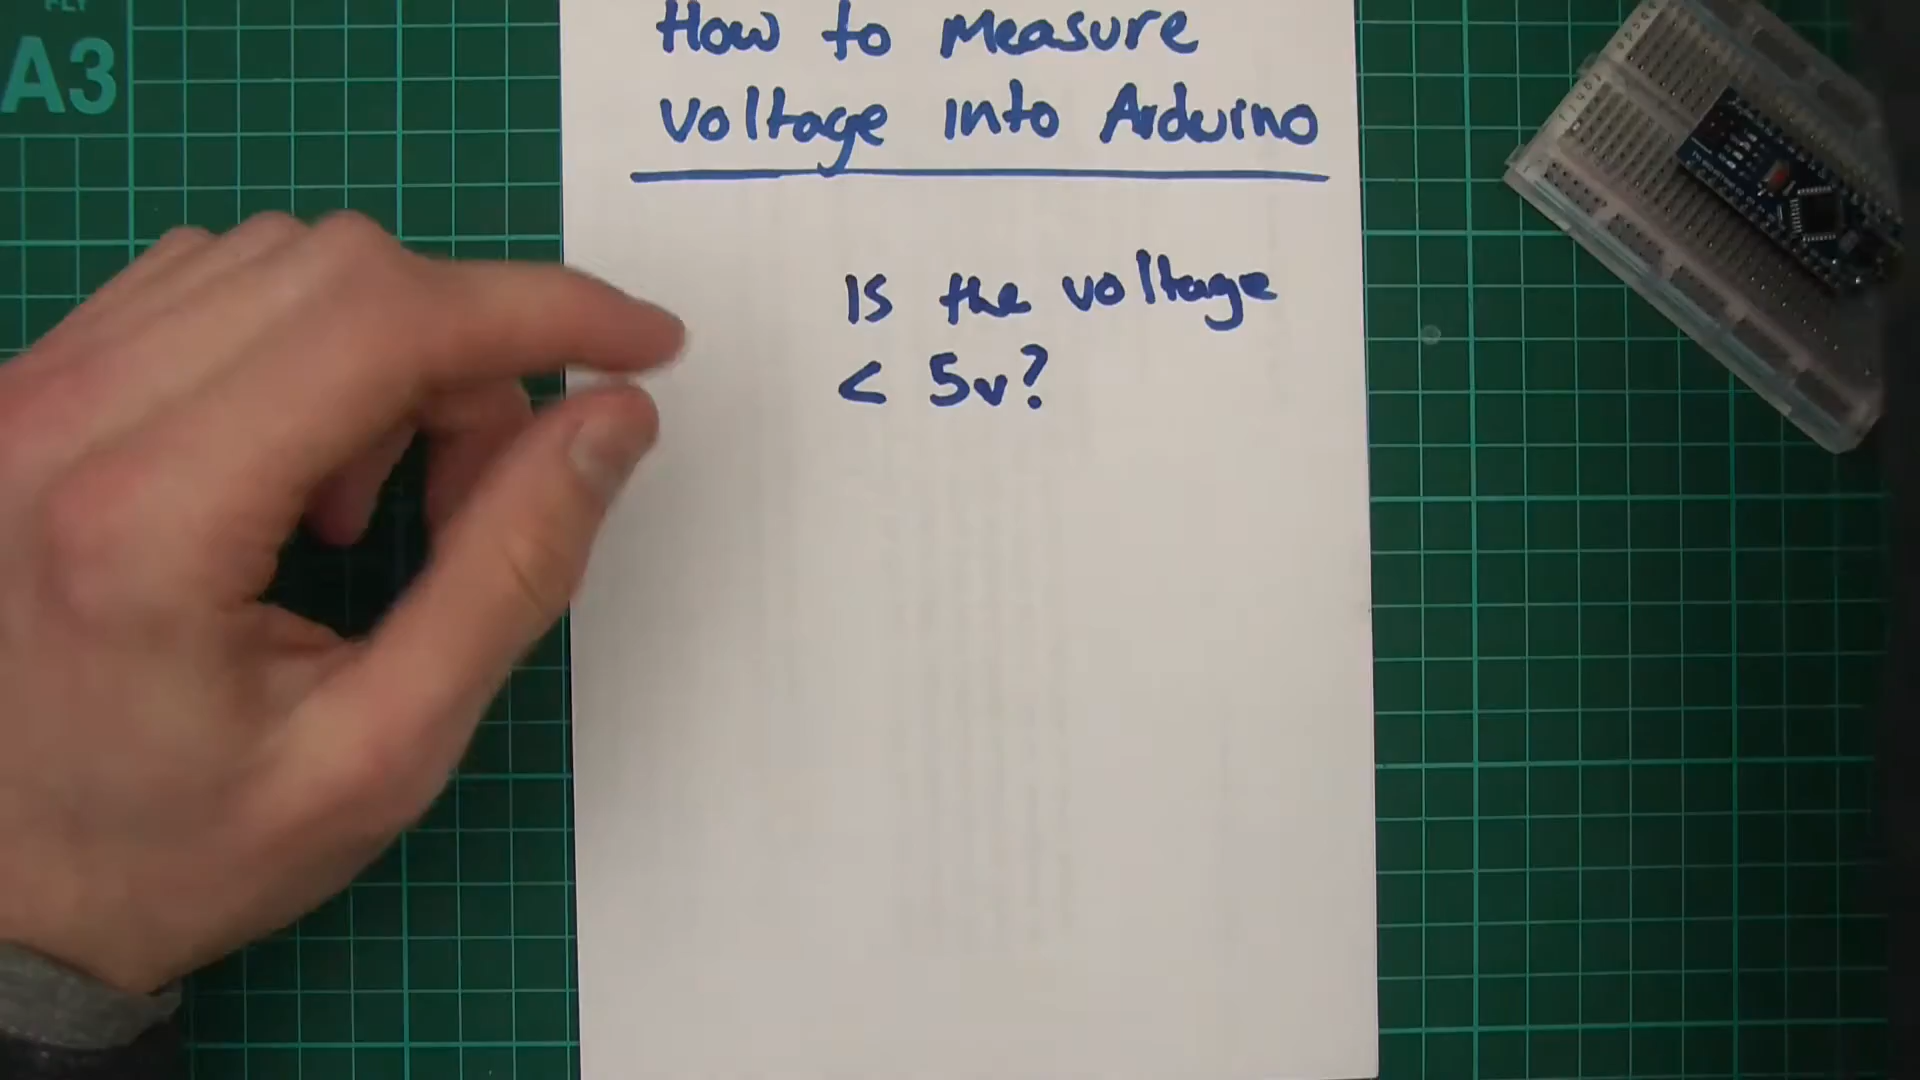 A3
How to Measure
Voltage into Arduino
Is the voltage
< 5v?